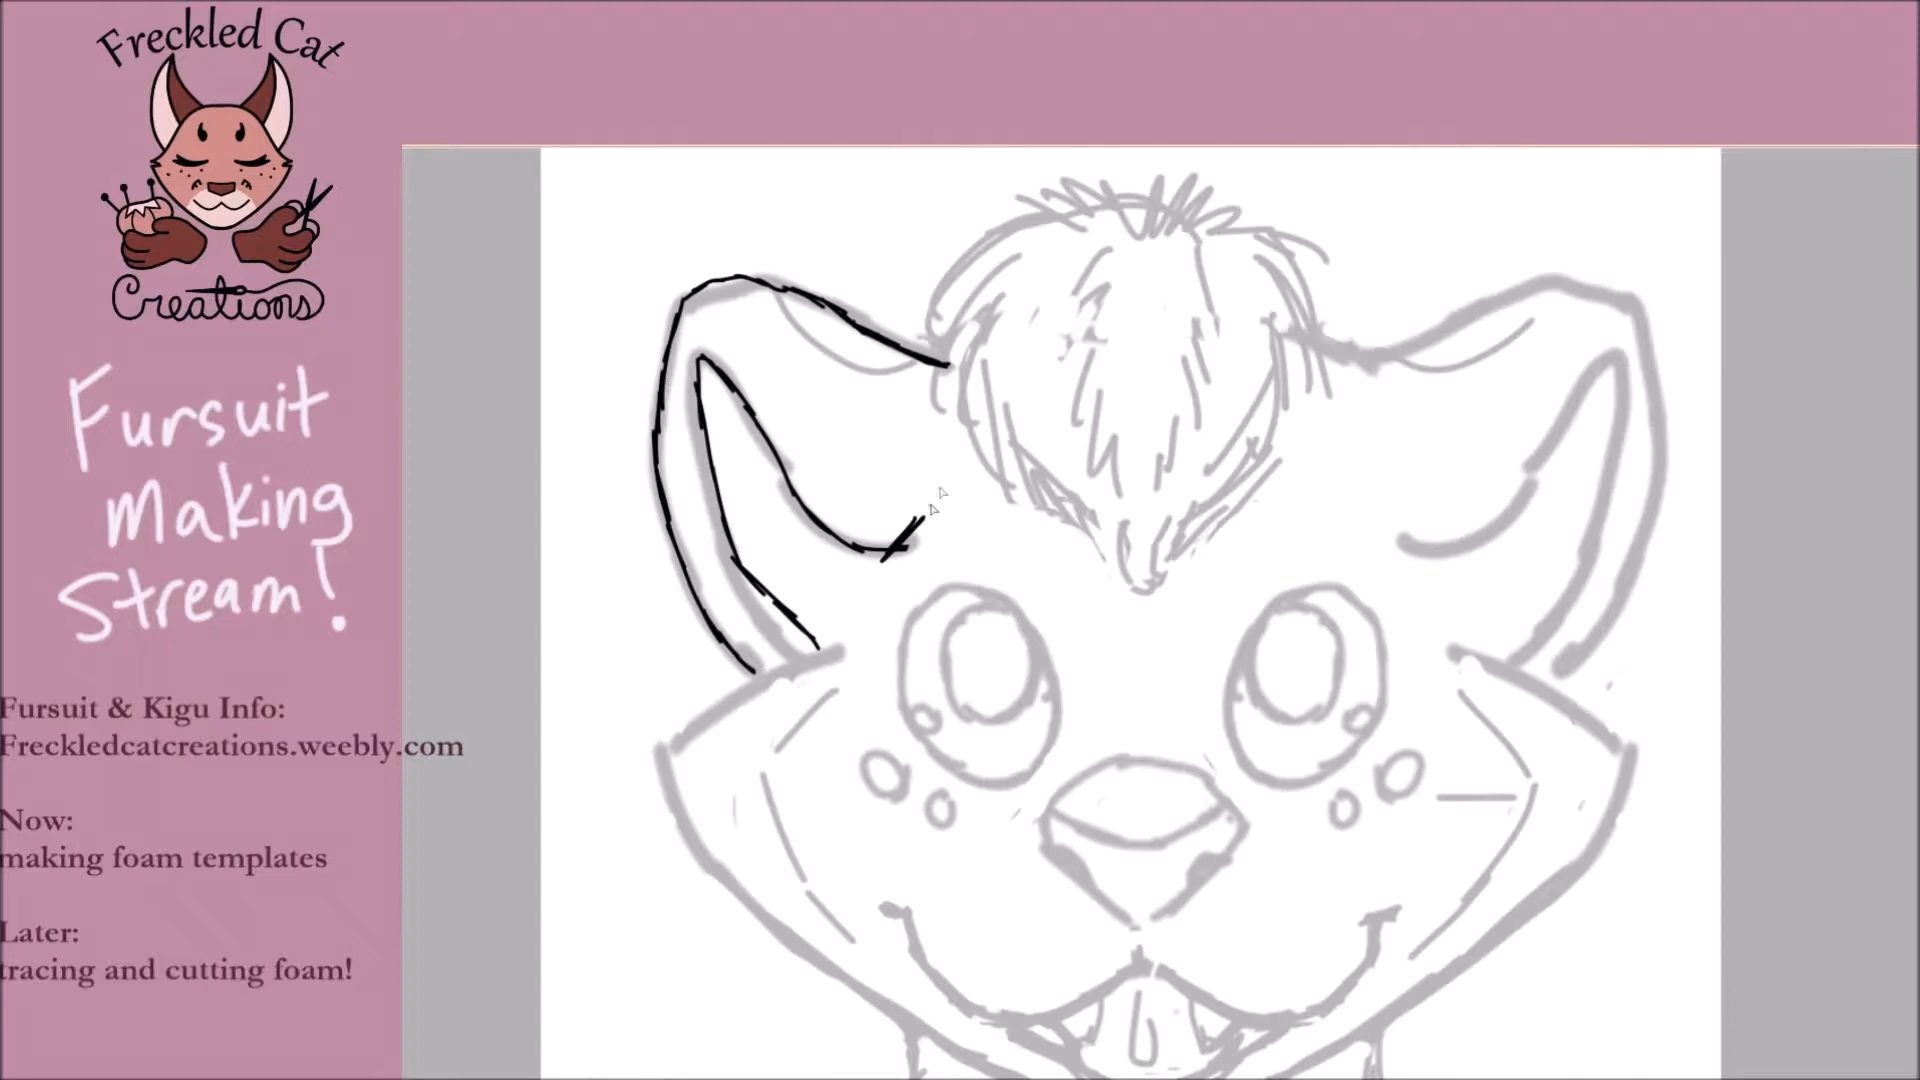 Freckled Cat
Creations
Fursuit
Making
Stream!
Fursuit & Kigu Info:
Freckledcatcreations.weebly.com
Now:
making foam templates
Later:
tracing and cutting foam!